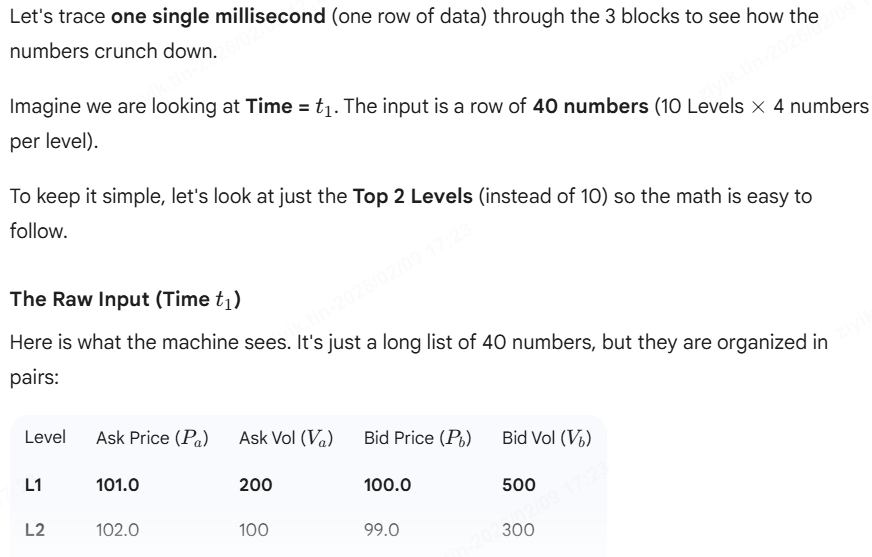 Let's trace one single millisecond (one row of data) through the 3 blocks to see how the
numbers crunch down.
Imagine we are looking at Time = t₁. The input is a row of 40 numbers (10 Levels × 4 numbers
per level).
To keep it simple, let's look at just the Top 2 Levels (instead of 10) so the math is easy to
follow.
The Raw Input (Time t₁)
Here is what the machine sees. It's just a long list of 40 numbers, but they are organized in
pairs:
Level Ask Price (Pₐ) Ask Vol (Vₐ) Bid Price (P_b) Bid Vol (V_b)
L1 101.0 200 100.0 500
L2 102.0 100 99.0 300